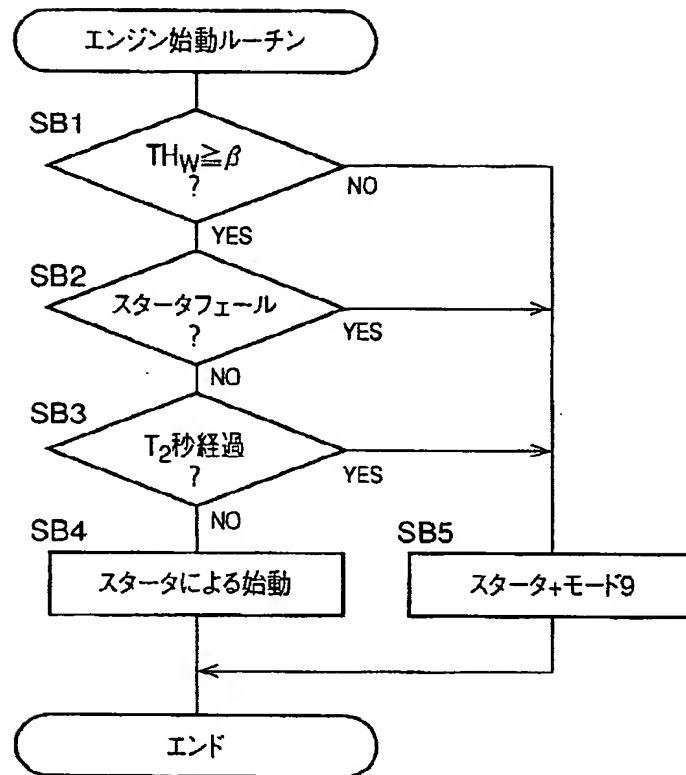 エンジン始動ルーチン
SB1
THW≧β
?
NO
YES
SB2
スタータフェール
?
YES
NO
SB3
T2秒経過
?
YES
NO
SB4
スタータによる始動
SB5
スタータ+モード9
エンド